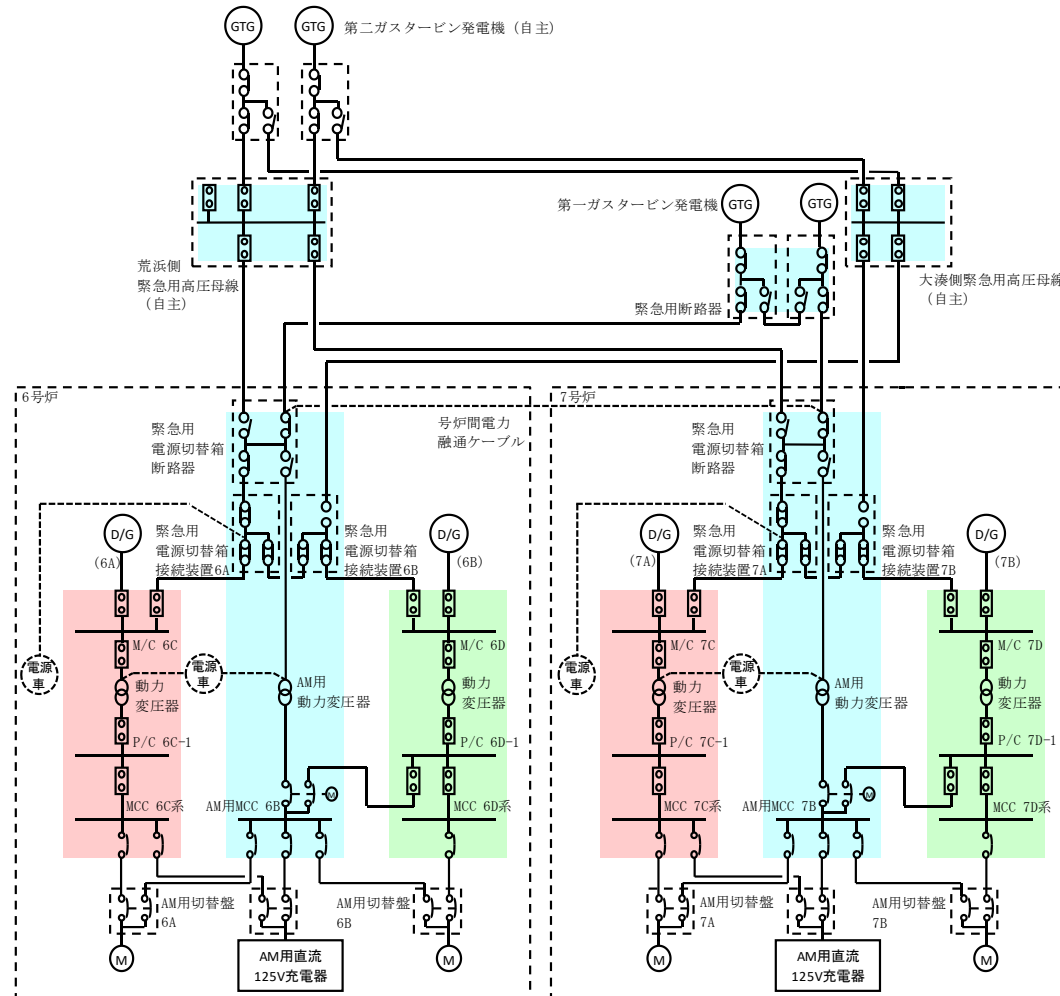 GTG
GTG
第二ガスタービン発電機（自主）
第一ガスタービン発電機
GTG
GTG
荒浜側
緊急用高圧母線
（自主）
大湊側緊急用高圧母線
（自主）
緊急用断路器
6号炉
7号炉
緊急用
電源切替箱
断路器
号炉間電力
融通ケーブル
緊急用
電源切替箱
断路器
D/G
(6A)
緊急用
電源切替箱
接続装置6A
緊急用
電源切替箱
接続装置6B
D/G
(6B)
D/G
(7A)
緊急用
電源切替箱
接続装置7A
緊急用
電源切替箱
接続装置7B
D/G
(7B)
M/C 6C
M/C 6D
M/C 7C
M/C 7D
電源
車
動力
変圧器
電源
車
AM用
動力変圧器
動力
変圧器
電源
車
動力
変圧器
電源
車
AM用
動力変圧器
動力
変圧器
P/C 6C-1
P/C 6D-1
P/C 7C-1
P/C 7D-1
MCC 6C系
AM用MCC 6B
M
MCC 6D系
MCC 7C系
AM用MCC 7B
M
MCC 7D系
AM用切替盤
6A
AM用切替盤
6B
AM用切替盤
7A
AM用切替盤
7B
M
AM用直流
125V充電器
M
M
AM用直流
125V充電器
M